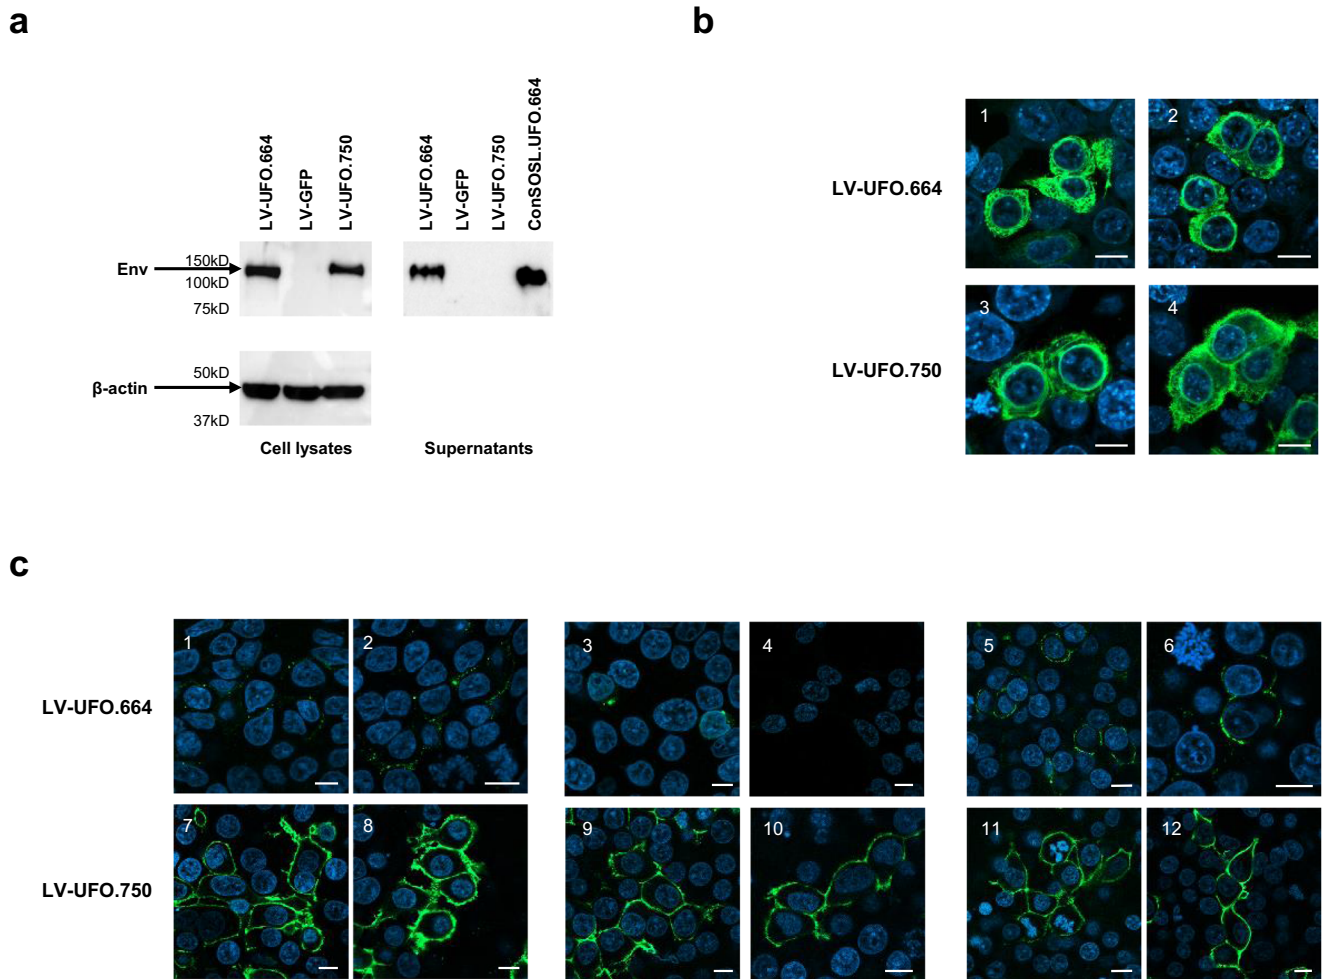 a
LV-UFO.664
LV-GFP
LV-UFO.750
LV-UFO.664
LV-GFP
LV-UFO.750
ConSOSL.UFO.664
Env
150kD
100kD
75kD
β-actin
50kD
37kD
Cell lysates
Supernatants
b
LV-UFO.664
1
2
LV-UFO.750
3
4
c
LV-UFO.664
1
2
3
4
5
6
LV-UFO.750
7
8
9
10
11
12